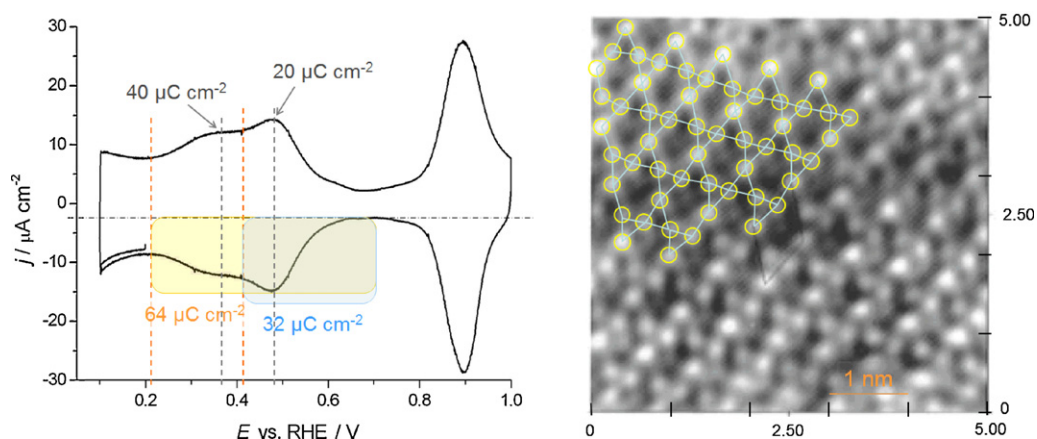 30
20
10
0
-10
-20
-30
j / µA cm-2
40 µC cm-2
20 µC cm-2
64 µC cm-2
32 µC cm-2
0.2
0.4
0.6
0.8
1.0
E vs. RHE / V
5.00
2.50
0
1 nm
0
2.50
5.00